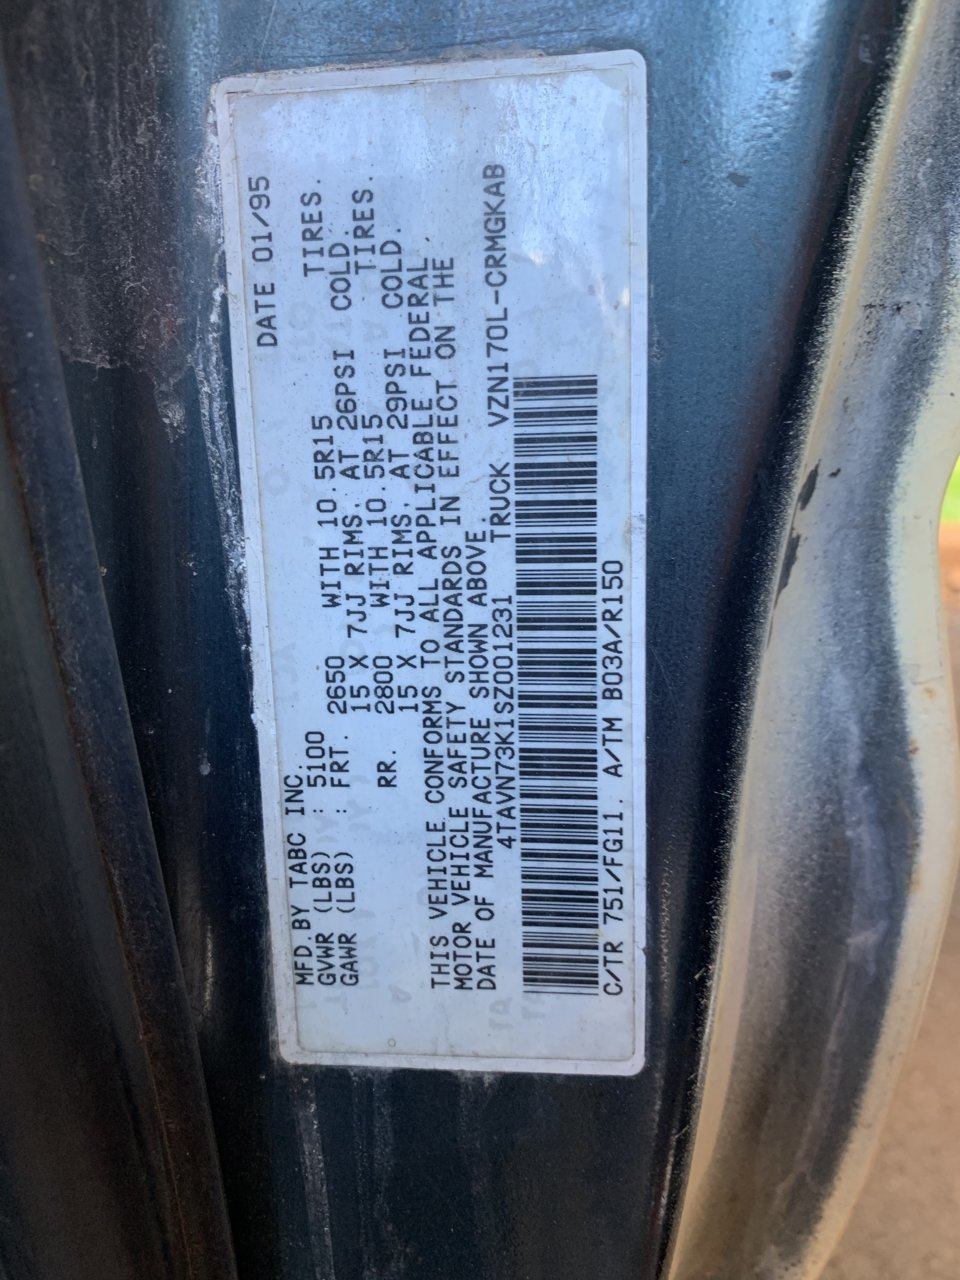 MFD. BY TABC INC. DATE 01/95
GVWR (LBS) : 5100
GAWR (LBS) : FRT. 2650 WITH 10.5R15 TIRES.
15 X 7JJ RIMS. AT 26PSI COLD.
RR. 2800 WITH 10.5R15 TIRES.
15 X 7JJ RIMS. AT 29PSI COLD.
THIS VEHICLE CONFORMS TO ALL APPLICABLE FEDERAL
MOTOR VEHICLE SAFETY STANDARDS IN EFFECT ON THE
DATE OF MANUFACTURE SHOWN ABOVE.
4TAVN73K1SZ001231 TRUCK VZN170L-CRMGKAB
C/TR 751/FG11. A/TM B03A/R150